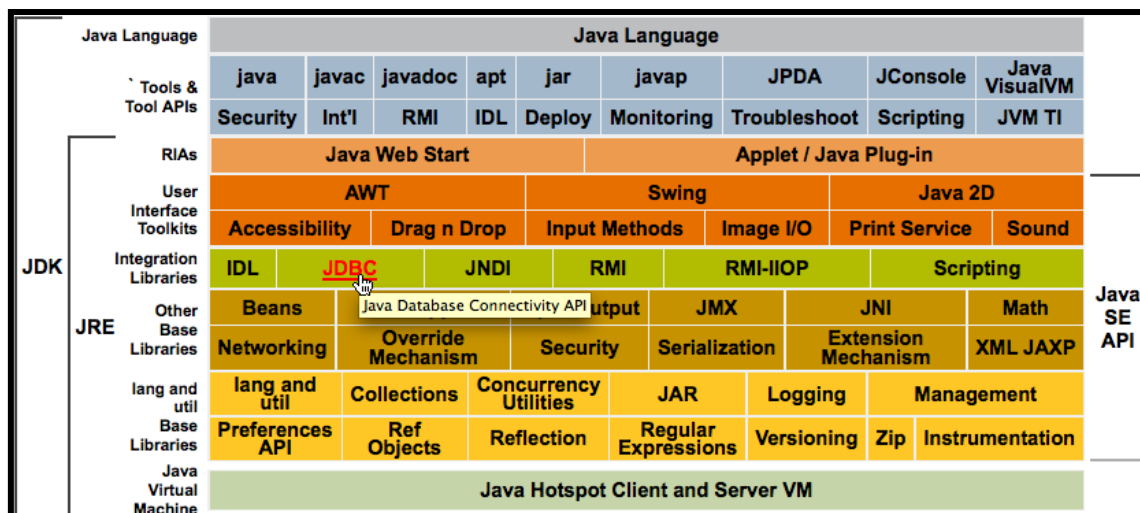 Java Language Java Language
` Tools &
Tool APIs
java javac javadoc apt jar javap JPDA JConsole Java
VisualVM
Security Int'l RMI IDL Deploy Monitoring Troubleshoot Scripting JVM TI
RIAs Java Web Start Applet / Java Plug-in
User
Interface
Toolkits
AWT Swing Java 2D
Accessibility Drag n Drop Input Methods Image I/O Print Service Sound
JDK
Integration
Libraries
IDL JDBC JNDI RMI RMI-IIOP Scripting
Java Database Connectivity API
JRE
Other
Base
Libraries
Beans utput JMX JNI Math
Networking Override
Mechanism Security Serialization Extension
Mechanism XML JAXP
Java
SE
API
lang and
util
Base
Libraries
lang and
util Collections Concurrency
Utilities JAR Logging Management
Preferences
API Ref
Objects Reflection Regular
Expressions Versioning Zip Instrumentation
Java
Virtual
Machine
Java Hotspot Client and Server VM